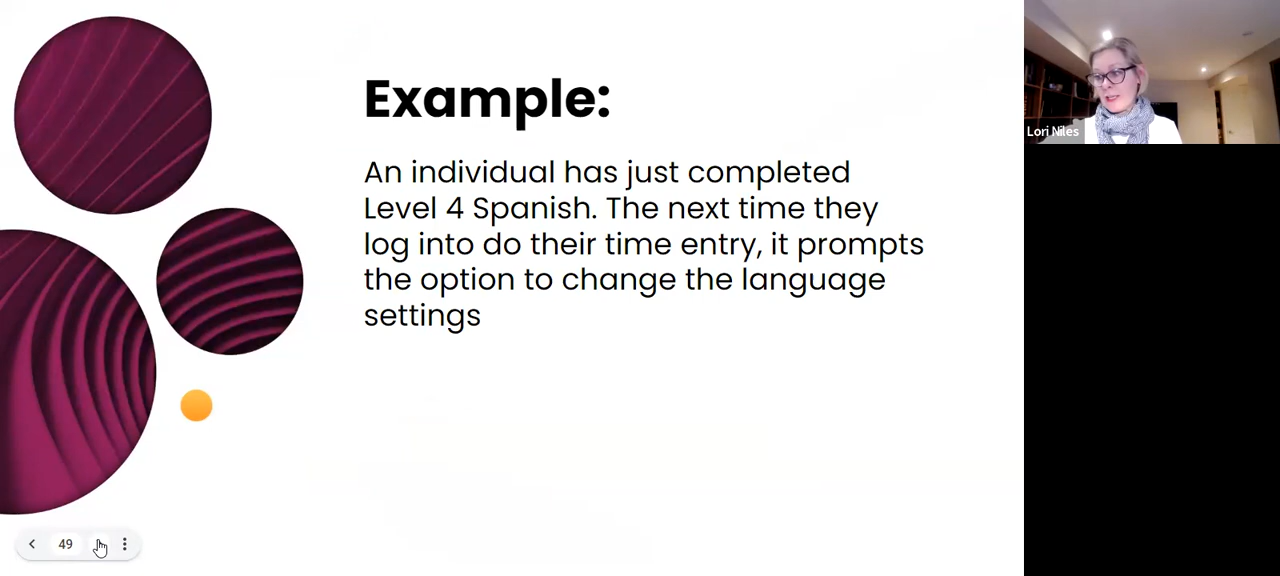 Example:
An individual has just completed
Level 4 Spanish. The next time they
log into do their time entry, it prompts
the option to change the language
settings
Lori Niles
49